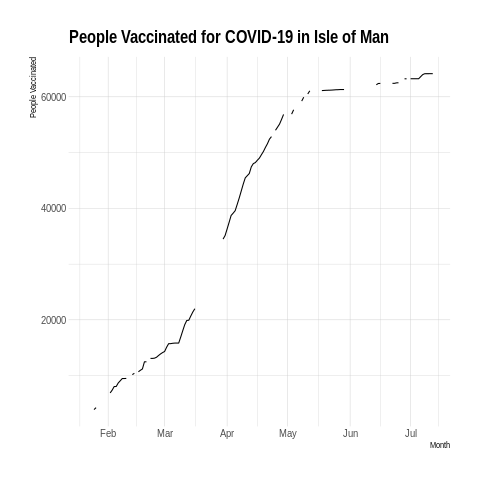 People Vaccinated for COVID-19 in Isle of Man
People Vaccinated
60000
40000
20000
Feb Mar Apr May Jun Jul
Month